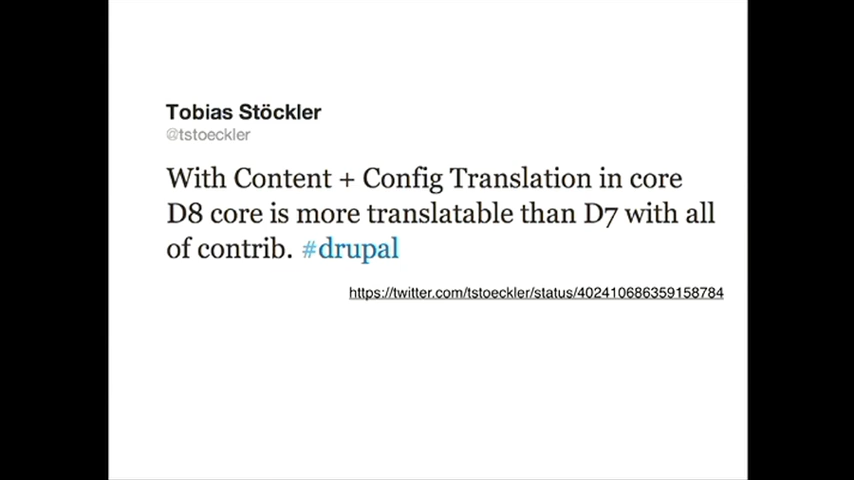 Tobias Stöckler
@tstoeckler
With Content + Config Translation in core
D8 core is more translatable than D7 with all
of contrib. #drupal
https://twitter.com/tstoeckler/status/402410686359158784